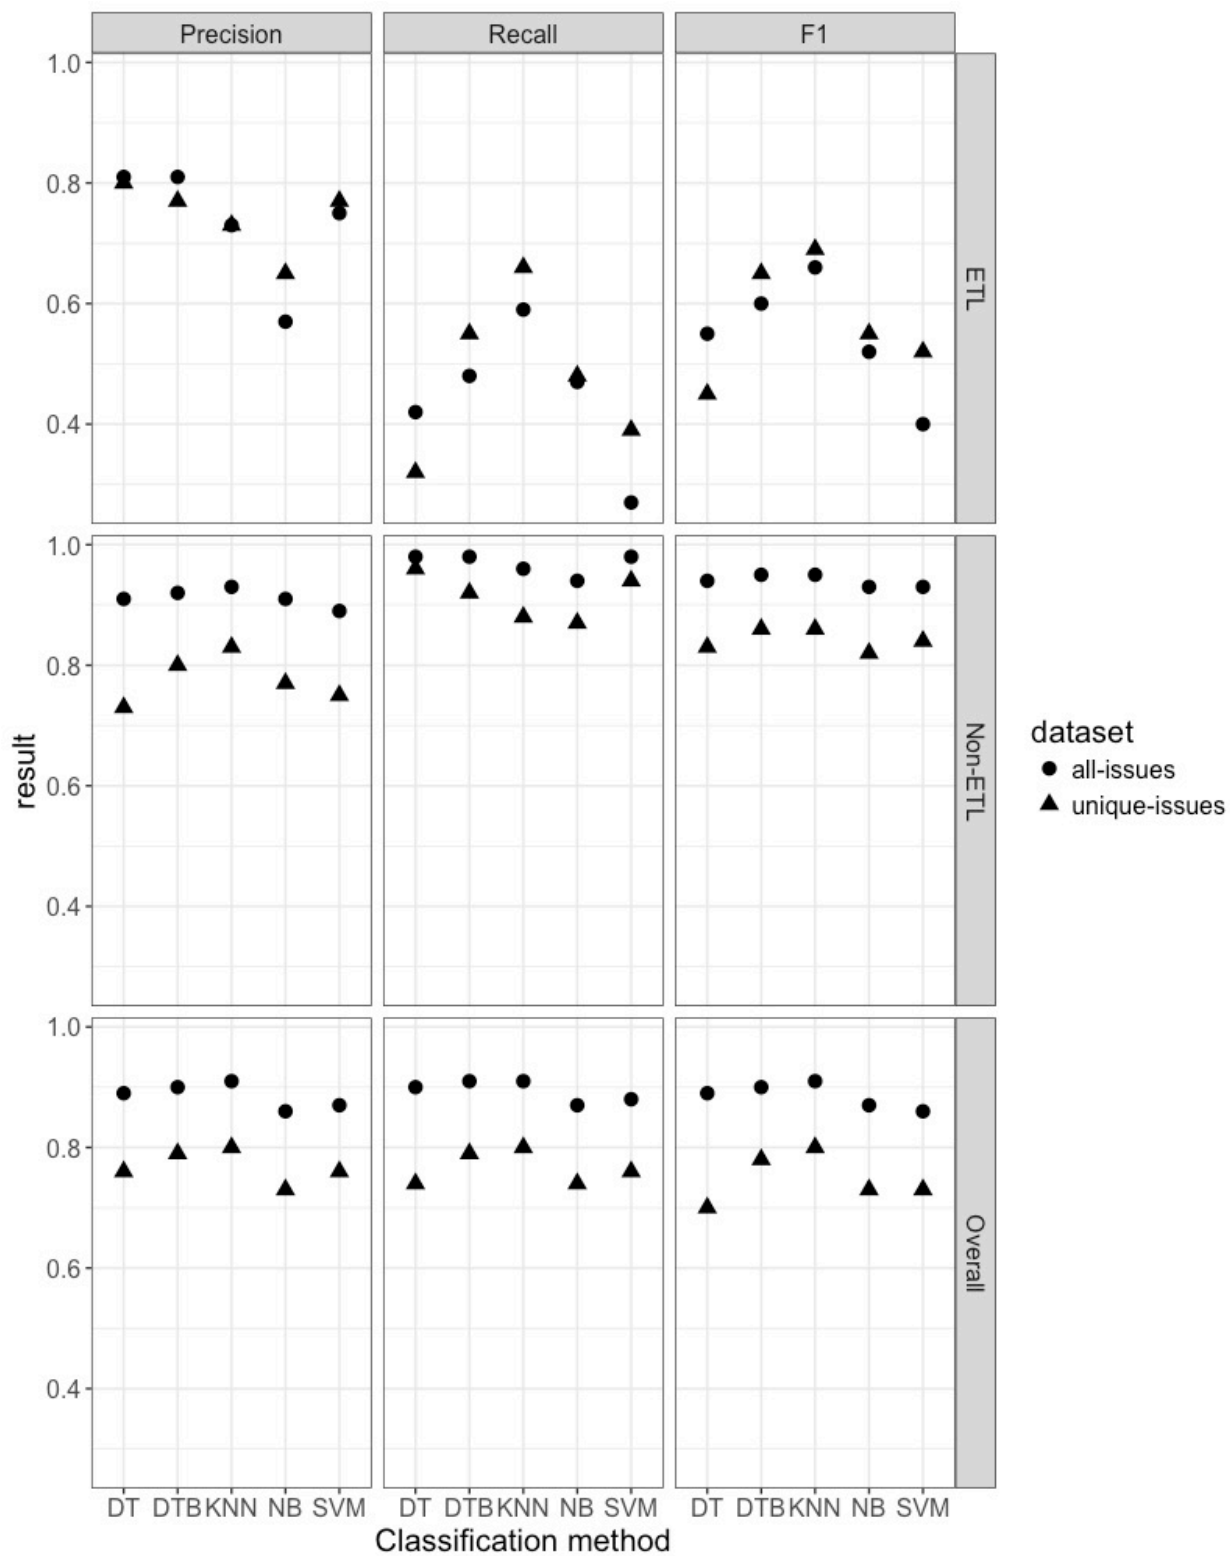 Precision Recall F1
1.0
0.8
0.6
0.4
ETL
1.0
0.8
0.6
0.4
Non-ETL
result
dataset
all-issues
unique-issues
1.0
0.8
0.6
0.4
Overall
DT DTB KNN NB SVM DT DTB KNN NB SVM DT DTB KNN NB SVM
Classification method